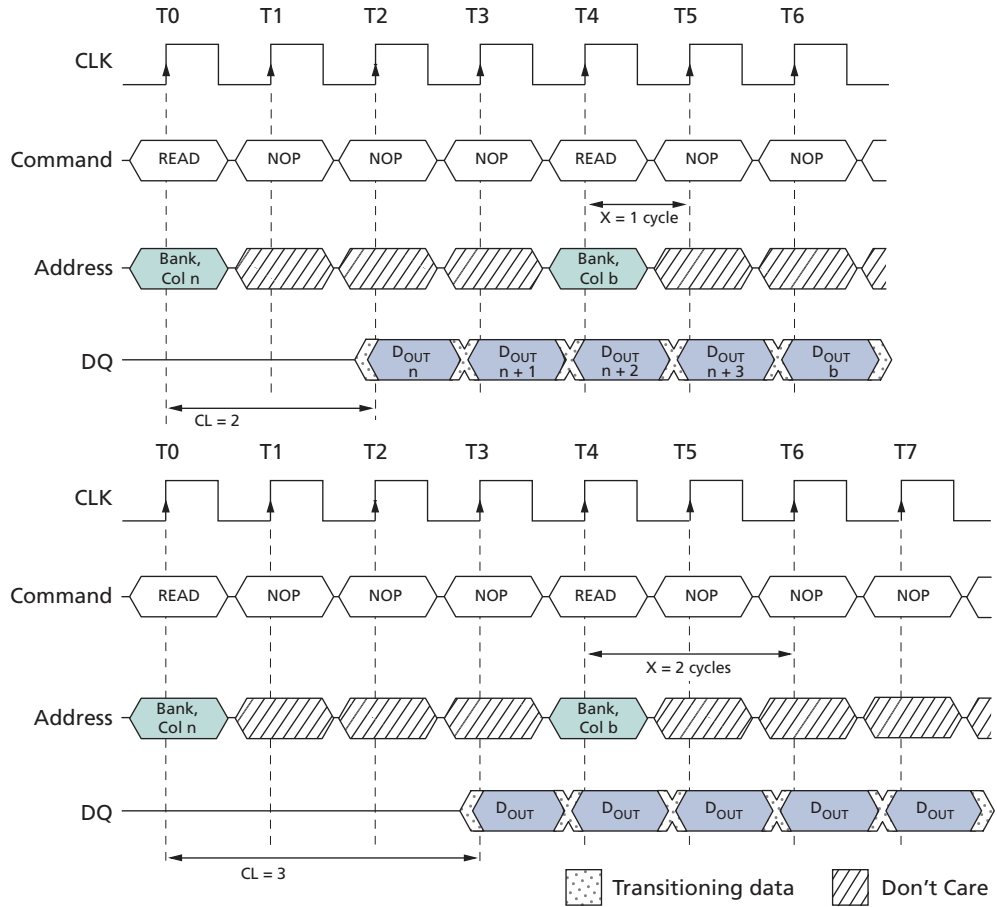 T0 T1 T2 T3 T4 T5 T6
CLK
Command READ NOP NOP NOP READ NOP NOP
X = 1 cycle
Address Bank, Col n Bank, Col b
DQ DOUT n DOUT n + 1 DOUT n + 2 DOUT n + 3 DOUT b
CL = 2
T0 T1 T2 T3 T4 T5 T6 T7
CLK
Command READ NOP NOP NOP READ NOP NOP NOP
X = 2 cycles
Address Bank, Col n Bank, Col b
DQ DOUT DOUT DOUT DOUT DOUT
CL = 3
Transitioning data Don't Care